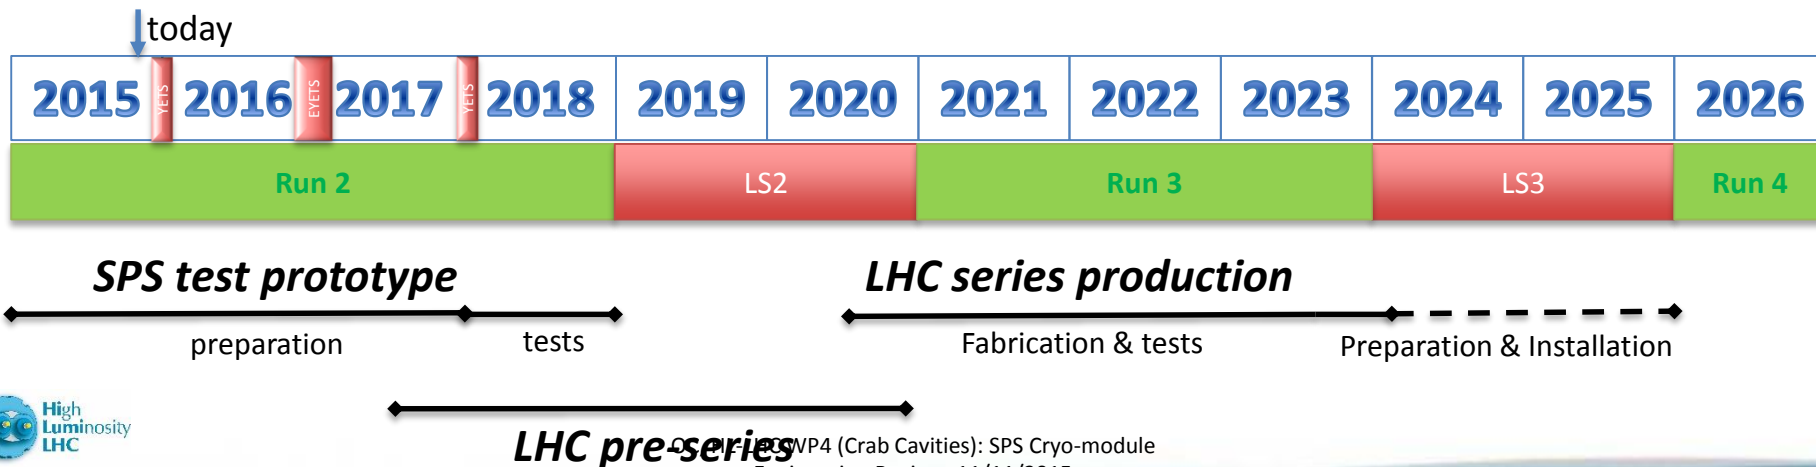 today
2015 YETS 2016 EYETS 2017 YETS 2018 2019 2020 2021 2022 2023 2024 2025 2026
Run 2 LS2 Run 3 LS3 Run 4
SPS test prototype LHC series production
preparation tests Fabrication & tests Preparation & Installation
High
Luminosity
LHC
LHC pre-series WP4 (Crab Cavities): SPS Cryo-module